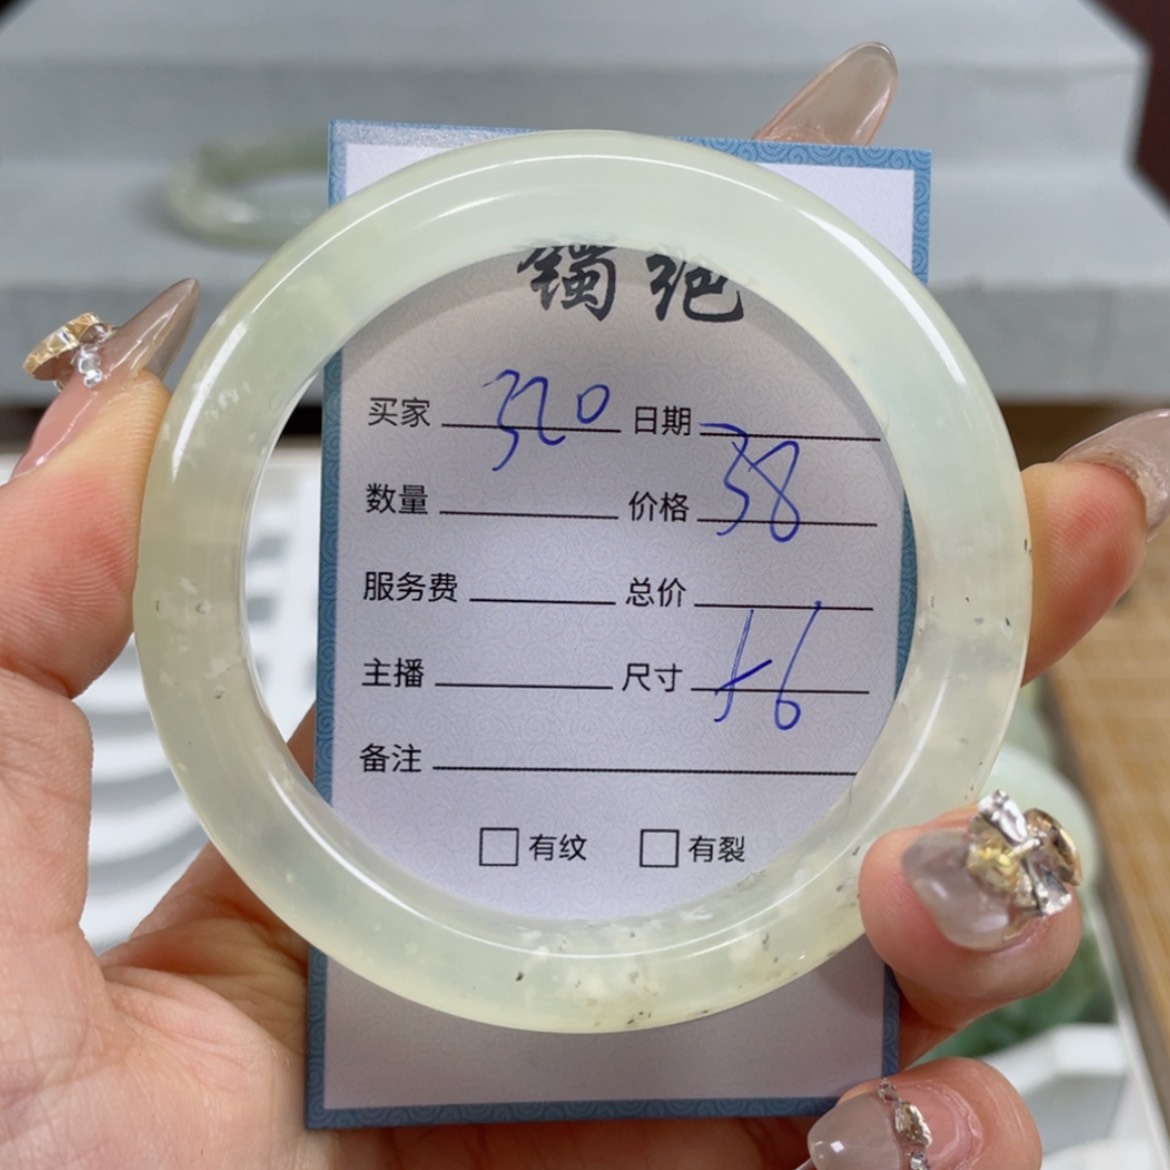 镯绝
买家 320 日期
数量 价格 38
服务费 总价
主播 尺寸 56
备注
有纹 有裂